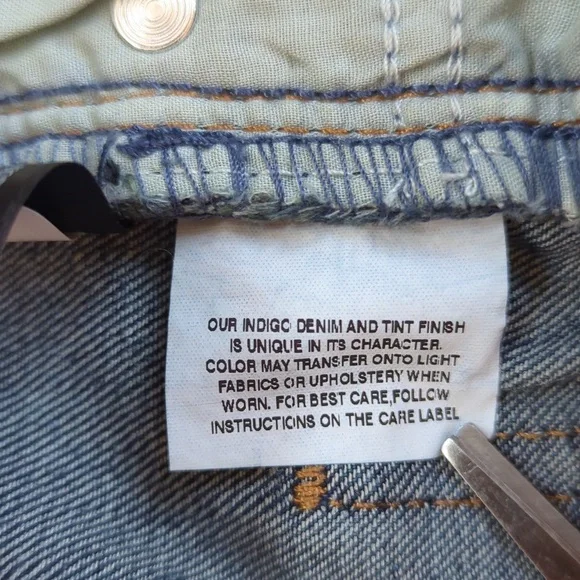 OUR INDIGO DENIM AND TINT FINISH
IS UNIQUE IN ITS CHARACTER.
COLOR MAY TRANSFER ONTO LIGHT
FABRICS OR UPHOLSTERY WHEN
WORN. FOR BEST CARE,FOLLOW
INSTRUCTIONS ON THE CARE LABEL